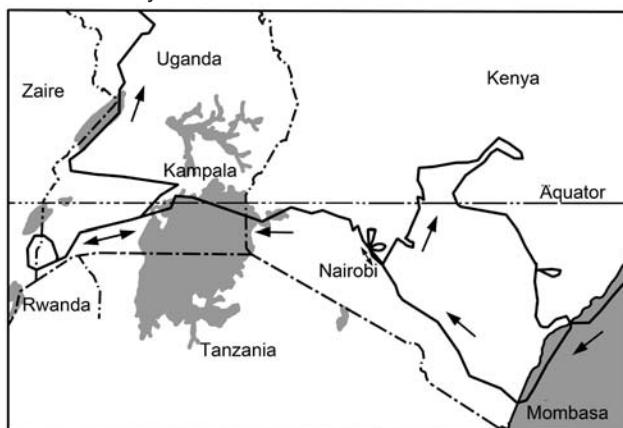 Uganda
Kenya
Zaire
Kampala
Äquator
Nairobi
Rwanda
Tanzania
Mombasa